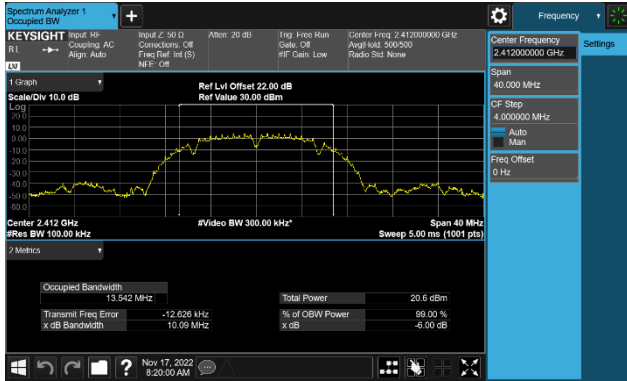 Spectrum Analyzer 1
Occupied BW
+
Frequency
KEYSIGHT
RL
Input: RF
Coupling: AC
Align: Auto
Input Z: 50 Ω
Corrections: Off
Freq Ref: Int (S)
NFE: Off
Atten: 20 dB
Trig: Free Run
Gate: Off
#IF Gain: Low
Center Freq: 2.412000000 GHz
Avg|Hold: 500/500
Radio Std: None
LXI
1 Graph
Scale/Div 10.0 dB
Ref Lvl Offset 22.00 dB
Ref Value 30.00 dBm
Log
20.0
10.0
0.00
-10.0
-20.0
-30.0
-40.0
-50.0
-60.0
Center 2.412 GHz
#Res BW 100.00 kHz
#Video BW 300.00 kHz*
Span 40 MHz
Sweep 5.00 ms (1001 pts)
2 Metrics
Occupied Bandwidth
13.542 MHz
Transmit Freq Error -12.626 kHz
x dB Bandwidth 10.09 MHz
Total Power 20.6 dBm
% of OBW Power 99.00 %
x dB -6.00 dB
Center Frequency
2.412000000 GHz
Settings
Span
40.000 MHz
CF Step
4.000000 MHz
Auto
Man
Freq Offset
0 Hz
?
Nov 17, 2022
8:20:00 AM